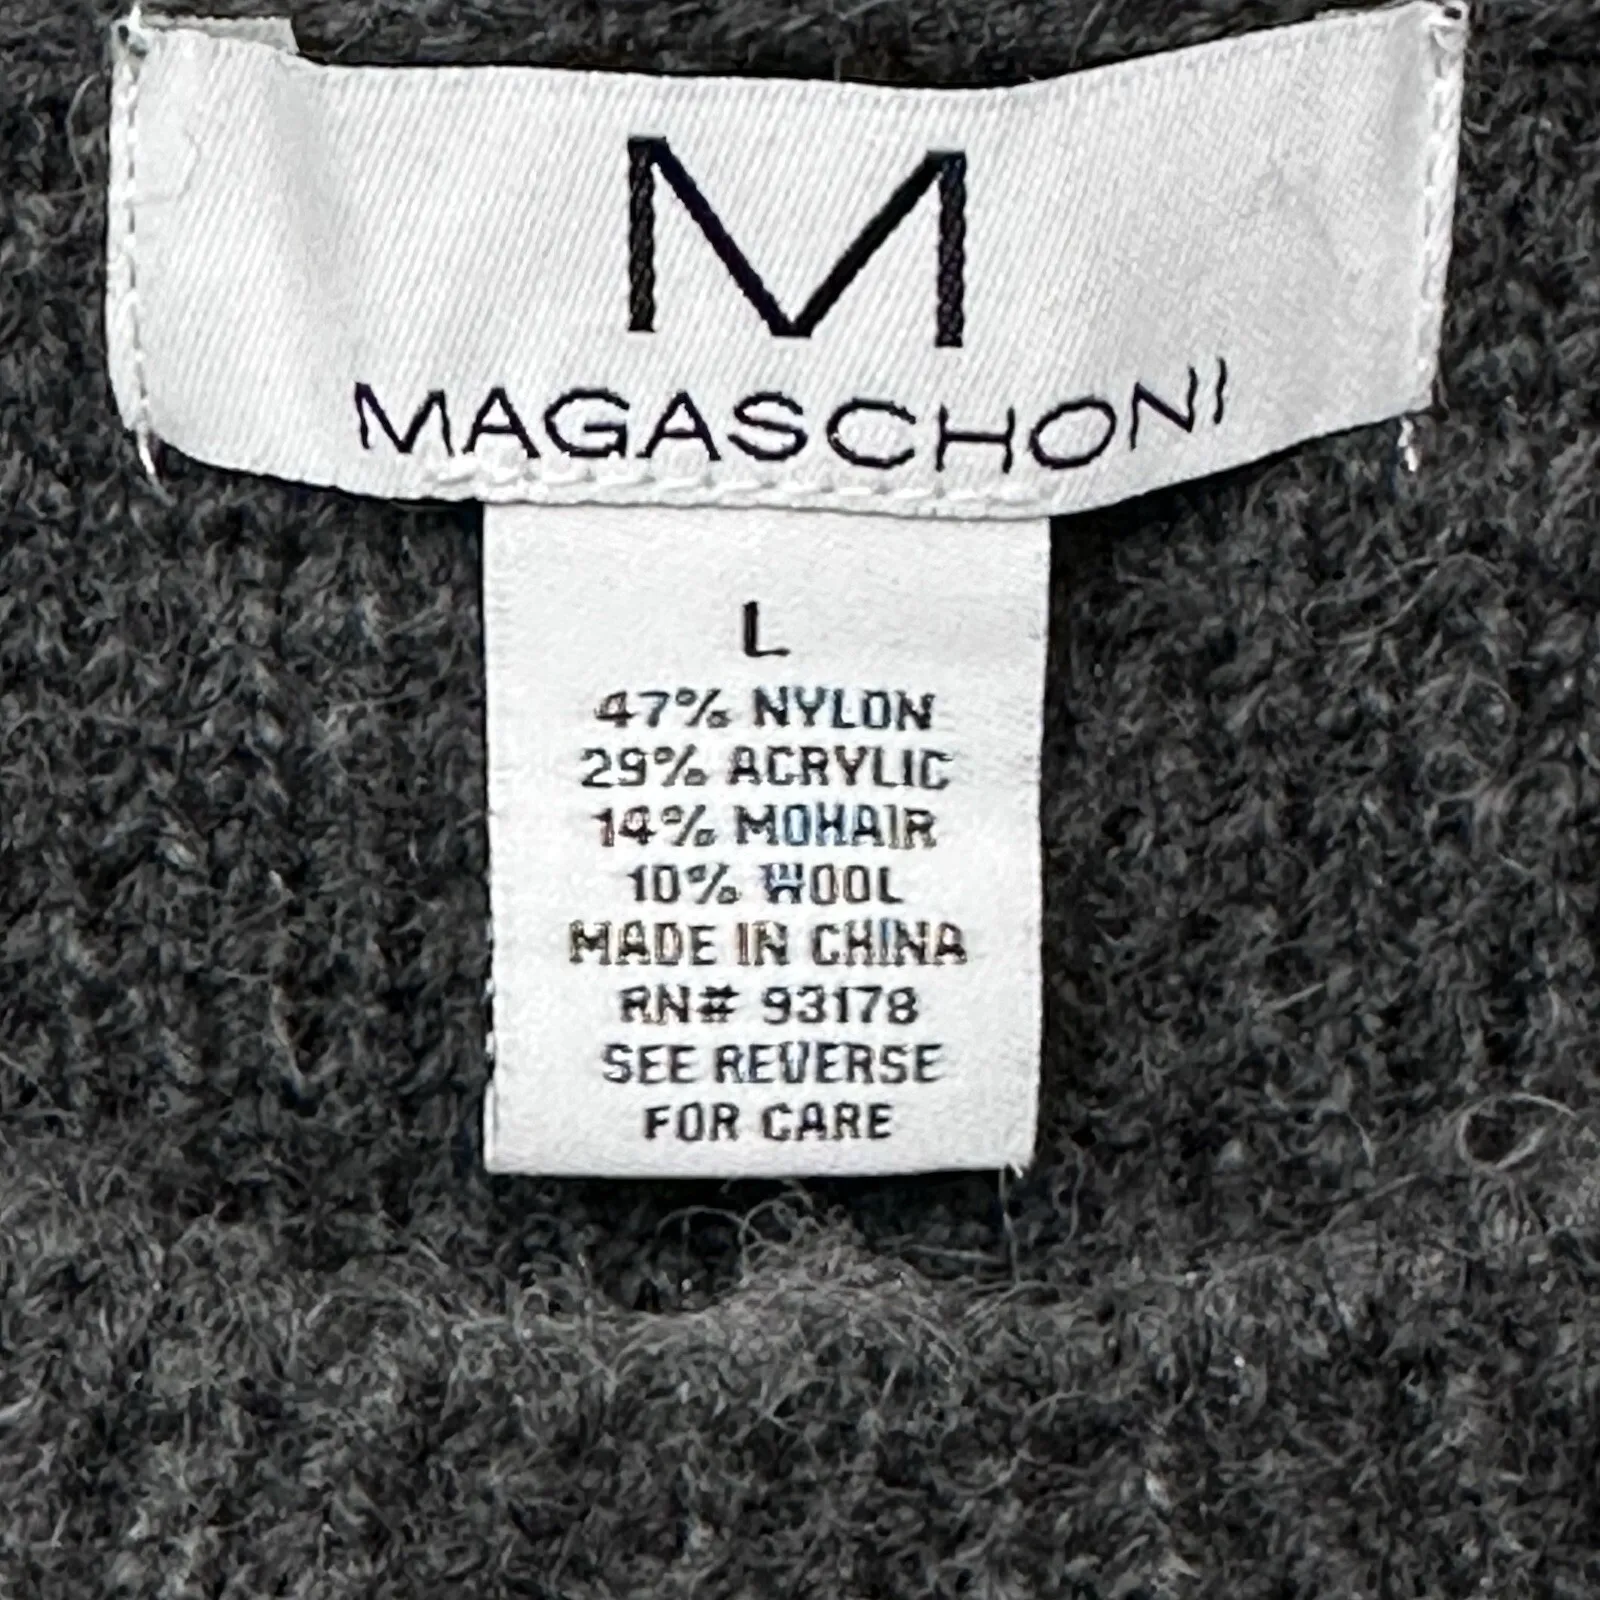 M
MAGASCHONI
L
47% NYLON
29% ACRYLIC
14% MOHAIR
10% WOOL
MADE IN CHINA
RN# 93178
SEE REVERSE
FOR CARE